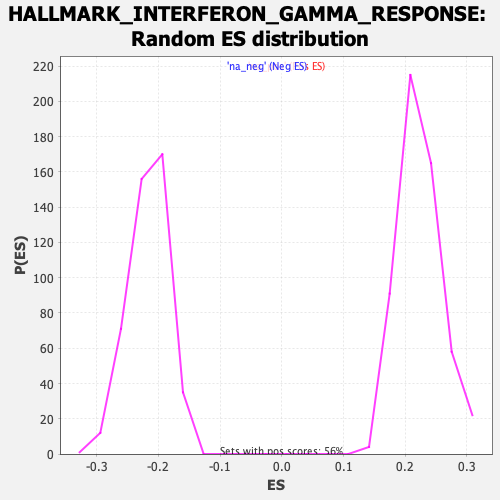 HALLMARK_INTERFERON_GAMMA_RESPONSE:
Random ES distribution
'na_neg' (Neg ES) ES)
220
200
180
160
140
120
100
80
60
40
20
0
P(ES)
Sets with pos scores: 56%
-0.3 -0.2 -0.1 0.0 0.1 0.2 0.3
ES